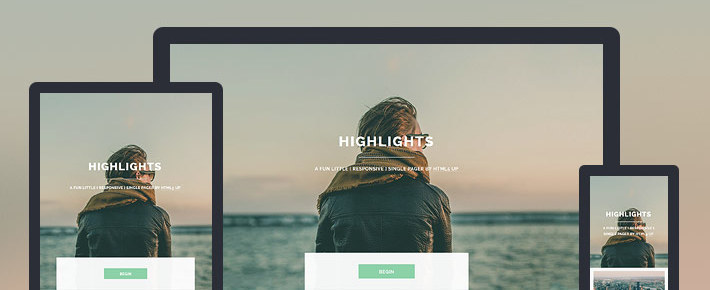 HIGHLIGHTS
A FUN LITTLE | RESPONSIVE | SINGLE PAGER BY HTML5 UP
BEGIN
HIGHLIGHTS
A FUN LITTLE | RESPONSIVE | SINGLE PAGER BY HTML5 UP
BEGIN
HIGHLIGHTS
A FUN LITTLE | RESPONSIVE |
SINGLE PAGER BY HTML5 UP